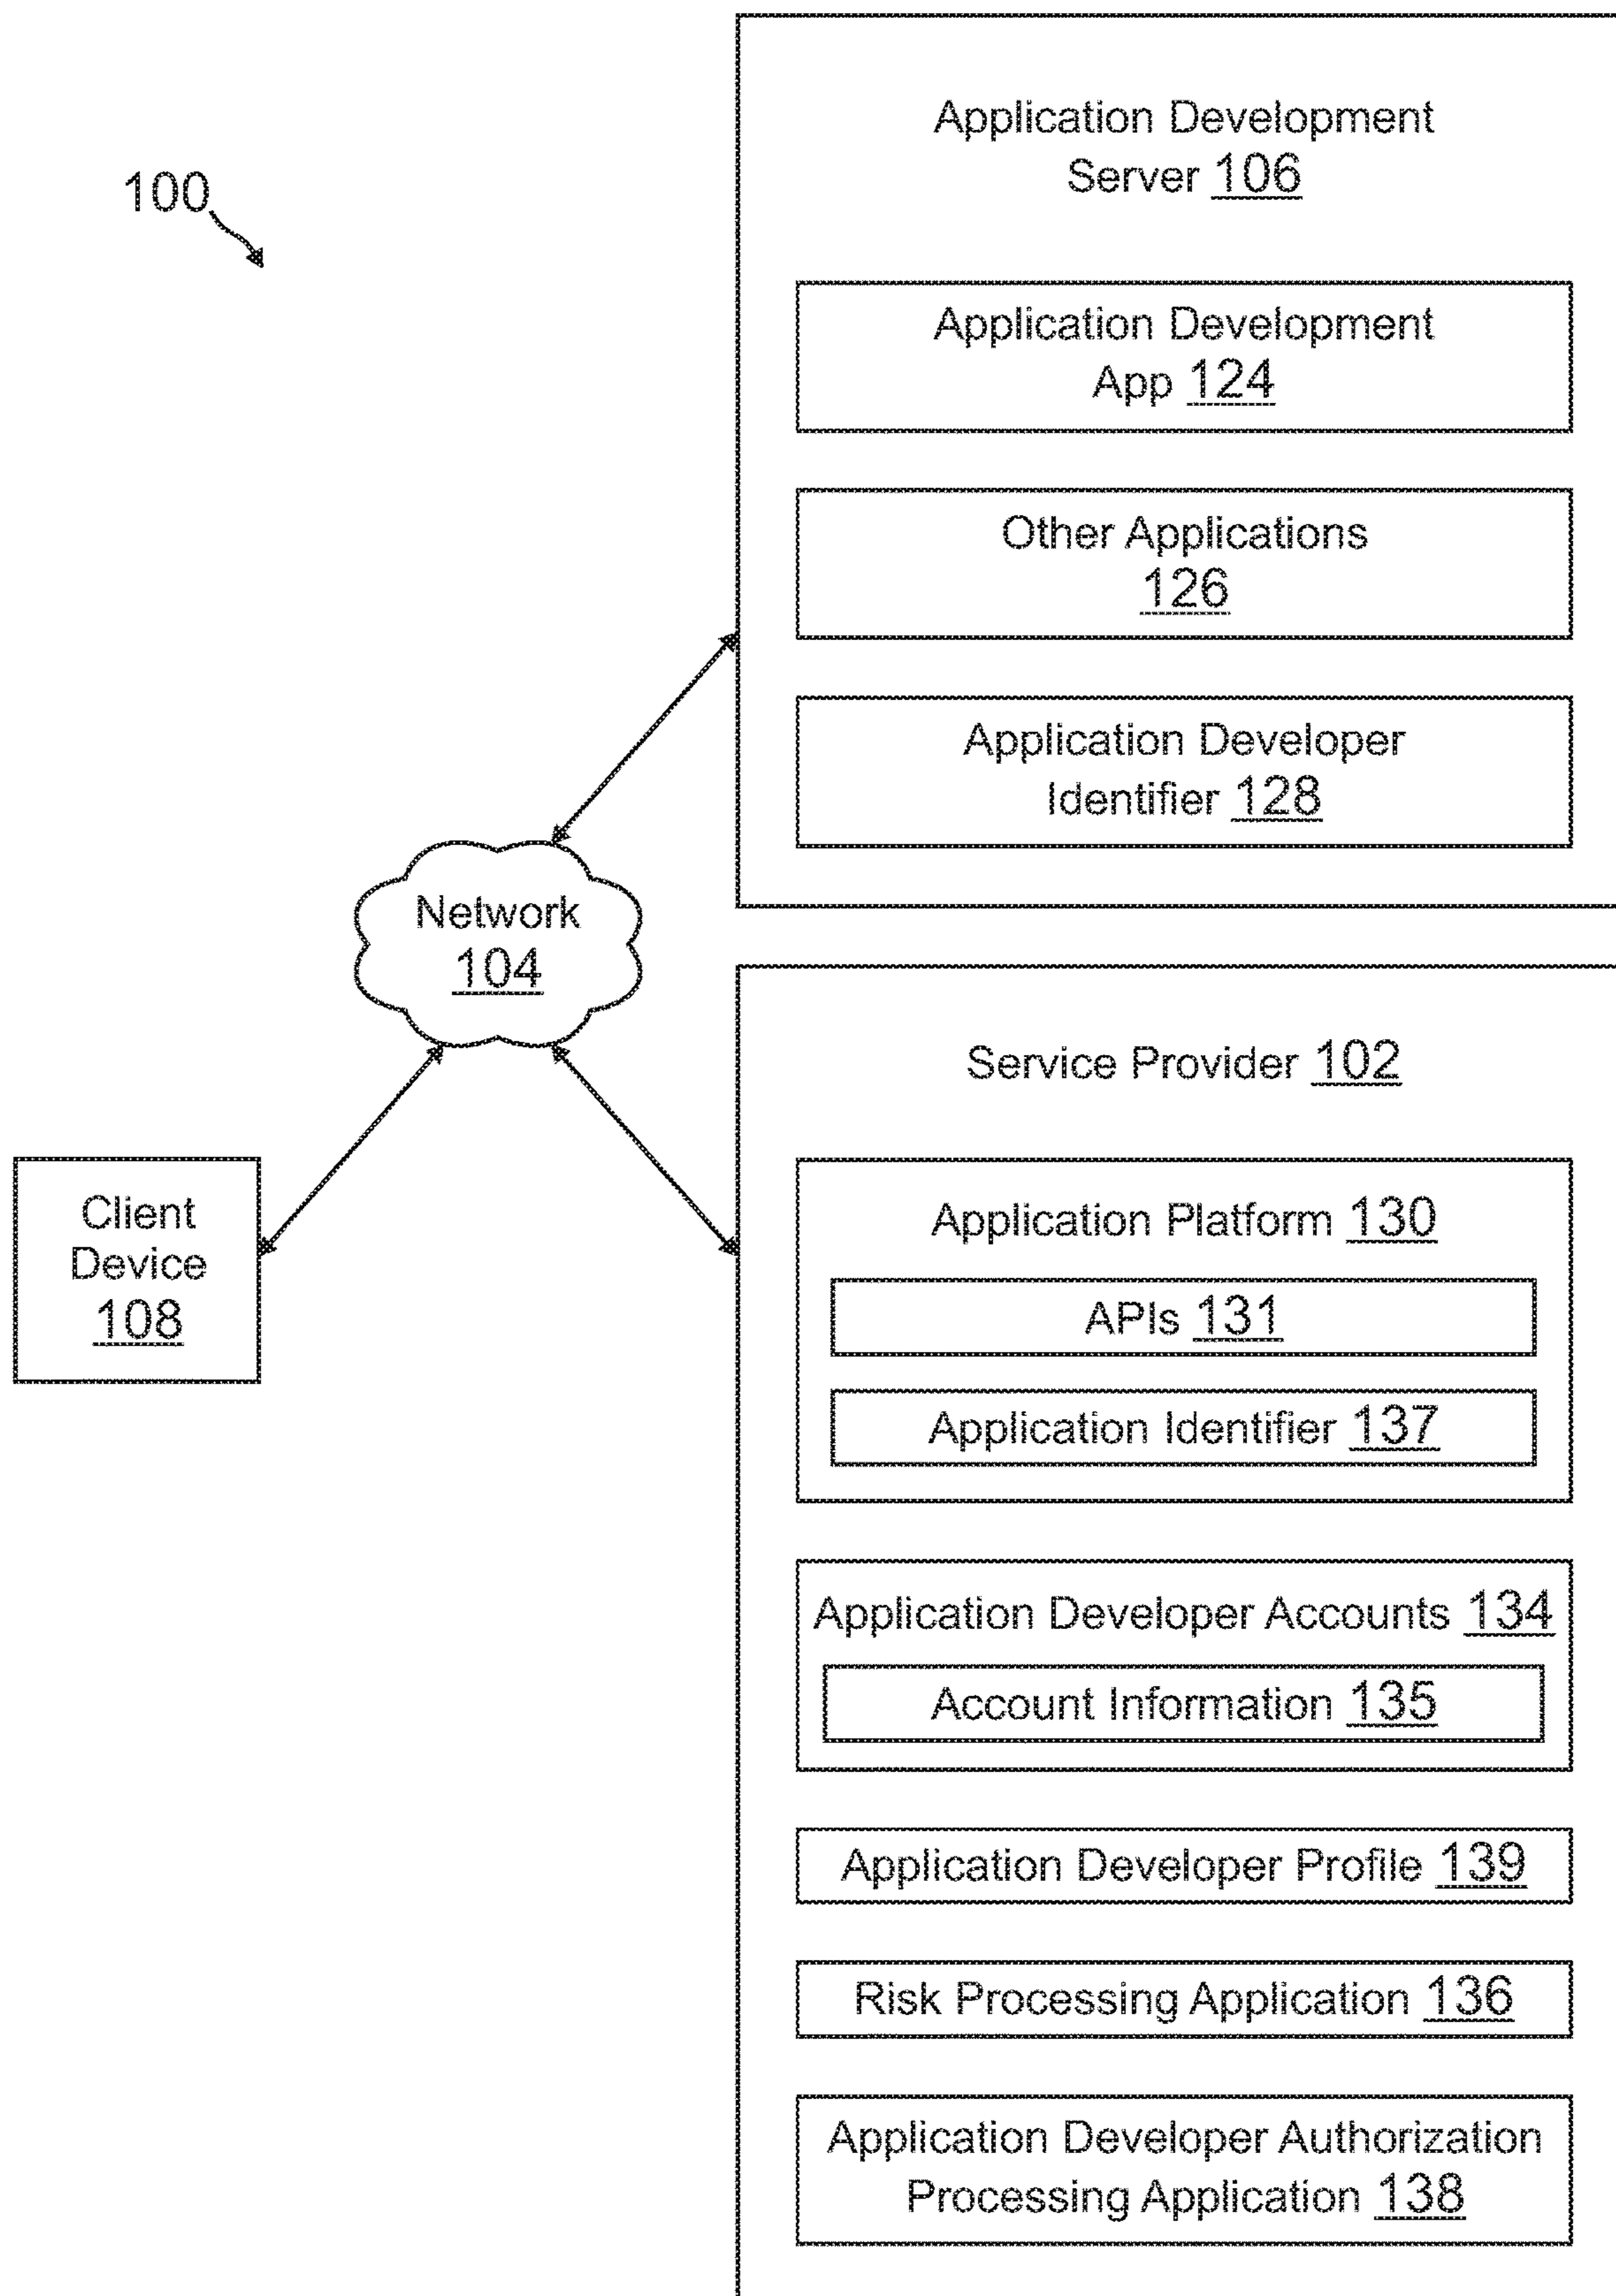 100
Application Development
Server 106
Application Development
App 124
Other Applications
126
Application Developer
Identifier 128
Network
104
Client
Device
108
Service Provider 102
Application Platform 130
APIs 131
Application Identifier 137
Application Developer Accounts 134
Account Information 135
Application Developer Profile 139
Risk Processing Application 136
Application Developer Authorization
Processing Application 138